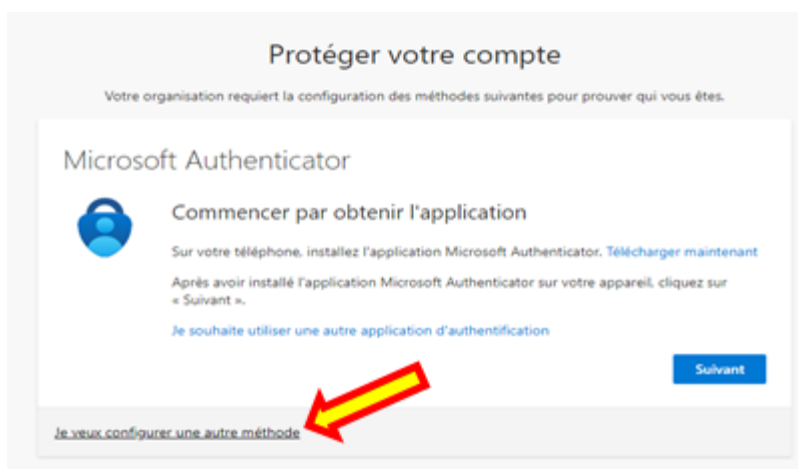 Protéger votre compte
Votre organisation requiert la configuration des méthodes suivantes pour prouver qui vous êtes.
Microsoft Authenticator
Commencer par obtenir l'application
Sur votre téléphone, installez l'application Microsoft Authenticator. Télécharger maintenant
Après avoir installé l'application Microsoft Authenticator sur votre appareil, cliquez sur
« Suivant ».
Je souhaite utiliser une autre application d'authentification
Suivant
Je veux configurer une autre méthode